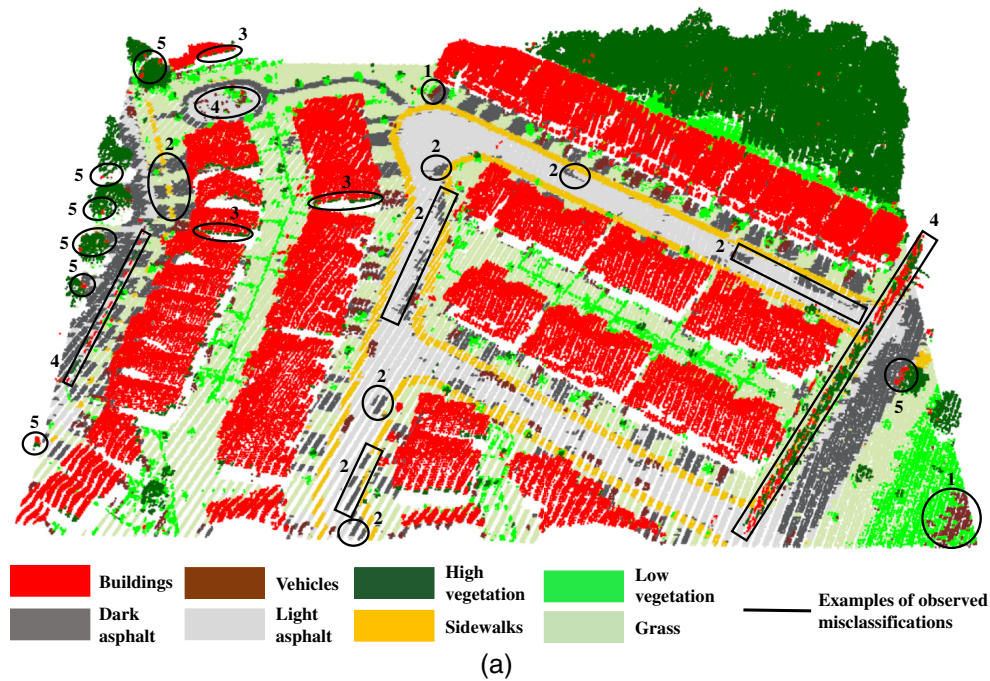 5
3
1
4
2
2
5
2
3
4
5
3
2
5
2
5
4
5
2
5
2
1
2
Buildings
Vehicles
High
vegetation
Low
vegetation
Dark
asphalt
Light
asphalt
Sidewalks
Grass
Examples of observed
misclassifications
(a)